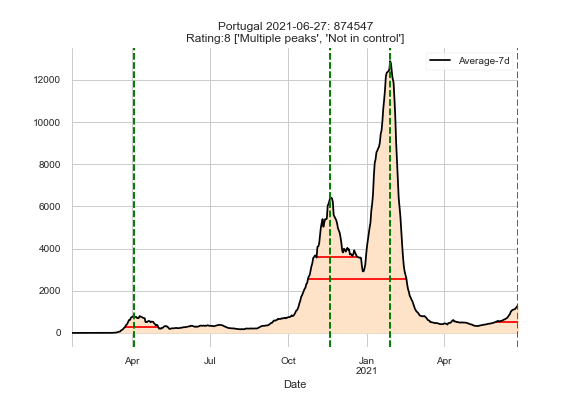 Portugal 2021-06-27: 874547
Rating:8 ['Multiple peaks', 'Not in control']
Average-7d
12000
10000
8000
6000
4000
2000
0
Apr Jul Oct Jan Apr
2021
Date